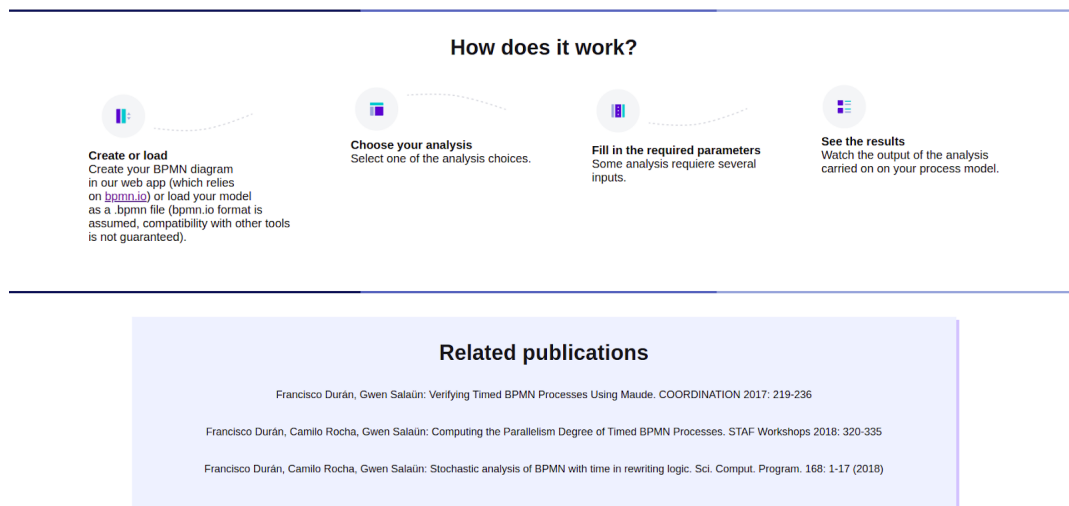 How does it work?
Create or load
Create your BPMN diagram
in our web app (which relies
on bpmn.io) or load your model
as a .bpmn file (bpmn.io format is
assumed, compatibility with other tools
is not guaranteed).
Choose your analysis
Select one of the analysis choices.
Fill in the required parameters
Some analysis requiere several
inputs.
See the results
Watch the output of the analysis
carried on on your process model.
Related publications
Francisco Durán, Gwen Salaün: Verifying Timed BPMN Processes Using Maude. COORDINATION 2017: 219-236
Francisco Durán, Camilo Rocha, Gwen Salaün: Computing the Parallelism Degree of Timed BPMN Processes. STAF Workshops 2018: 320-335
Francisco Durán, Camilo Rocha, Gwen Salaün: Stochastic analysis of BPMN with time in rewriting logic. Sci. Comput. Program. 168: 1-17 (2018)